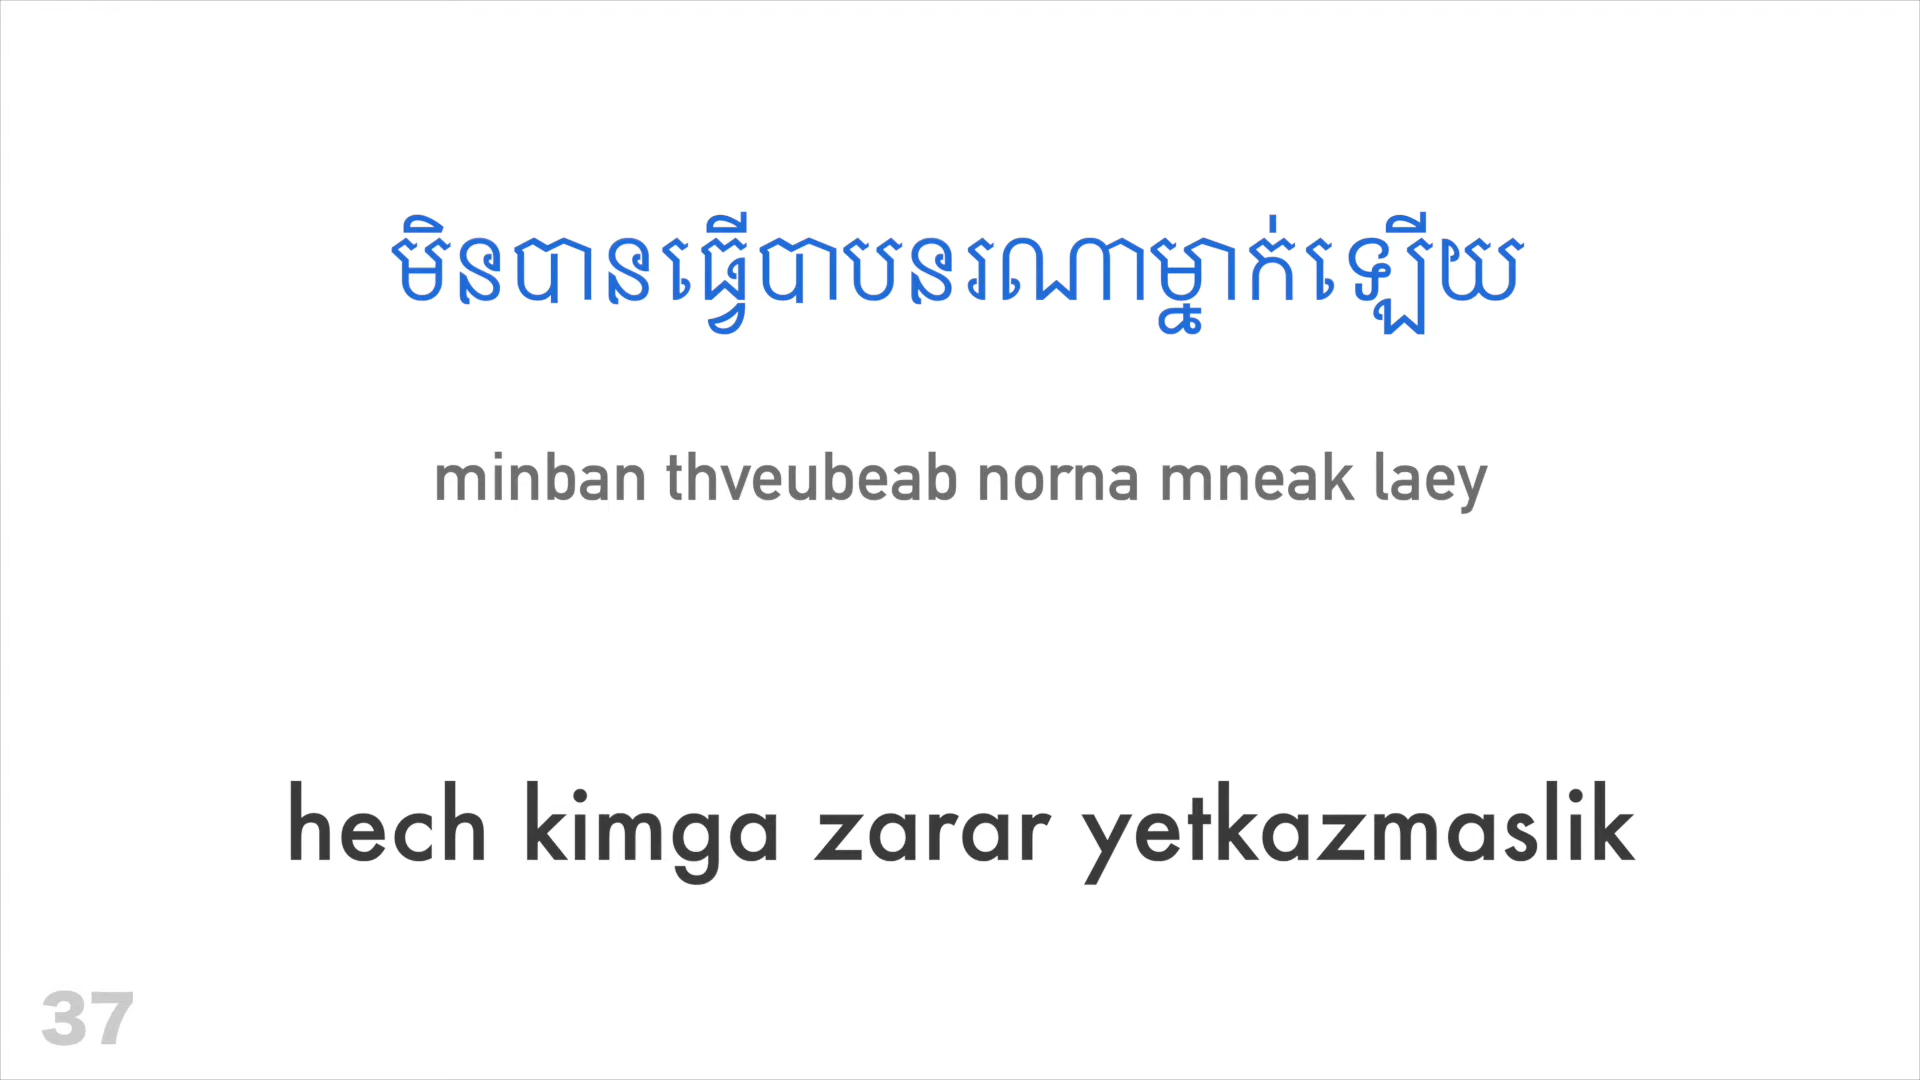 មិនបានធ្វើបាបនរណាម្នាក់ឡើយ
minban thveubeab norna mneak laey
hech kimga zarar yetkazmaslik
37